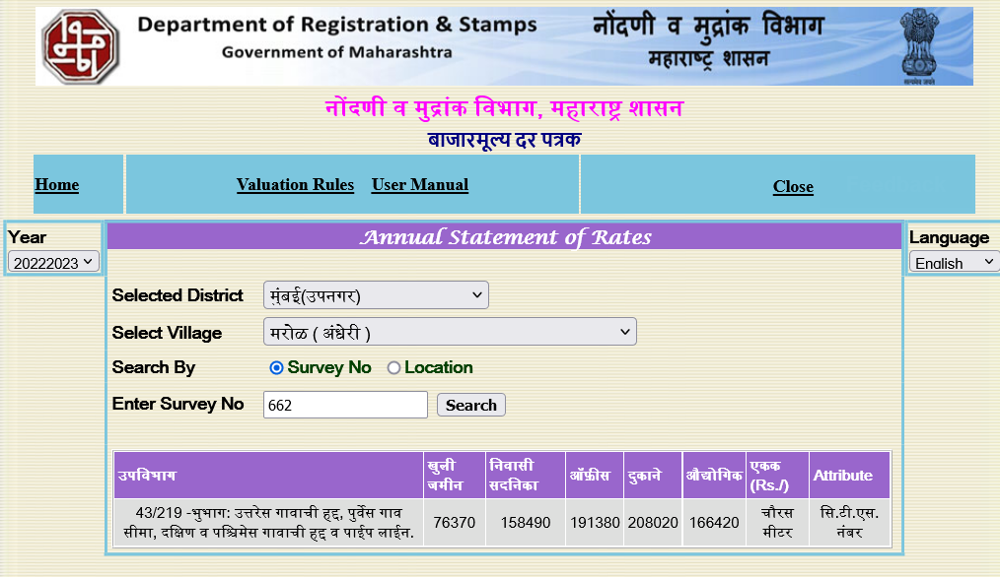 Department of Registration & Stamps
Government of Maharashtra
नोंदणी व मुद्रांक विभाग
महाराष्ट्र शासन
नोंदणी व मुद्रांक विभाग, महाराष्ट्र शासन
बाजारमूल्य दर पत्रक
Home Valuation Rules User Manual Close
Year
20222023
Annual Statement of Rates
Language
English
Selected District मुंबई(उपनगर)
Select Village मरोळ ( अंधेरी )
Search By Survey No Location
Enter Survey No 662 Search
उपविभाग खुली जमीन निवासी सदनिका ऑफ़ीस दुकाने औद्योगिक एकक (Rs./) Attribute
43/219 -भुभाग: उत्तरेस गावाची हद्द, पुर्वेस गाव
सीमा, दक्षिण व पश्चिमेस गावाची हद्द व पाईप लाईन. 76370 158490 191380 208020 166420 चौरस मीटर सि.टी.एस. नंबर